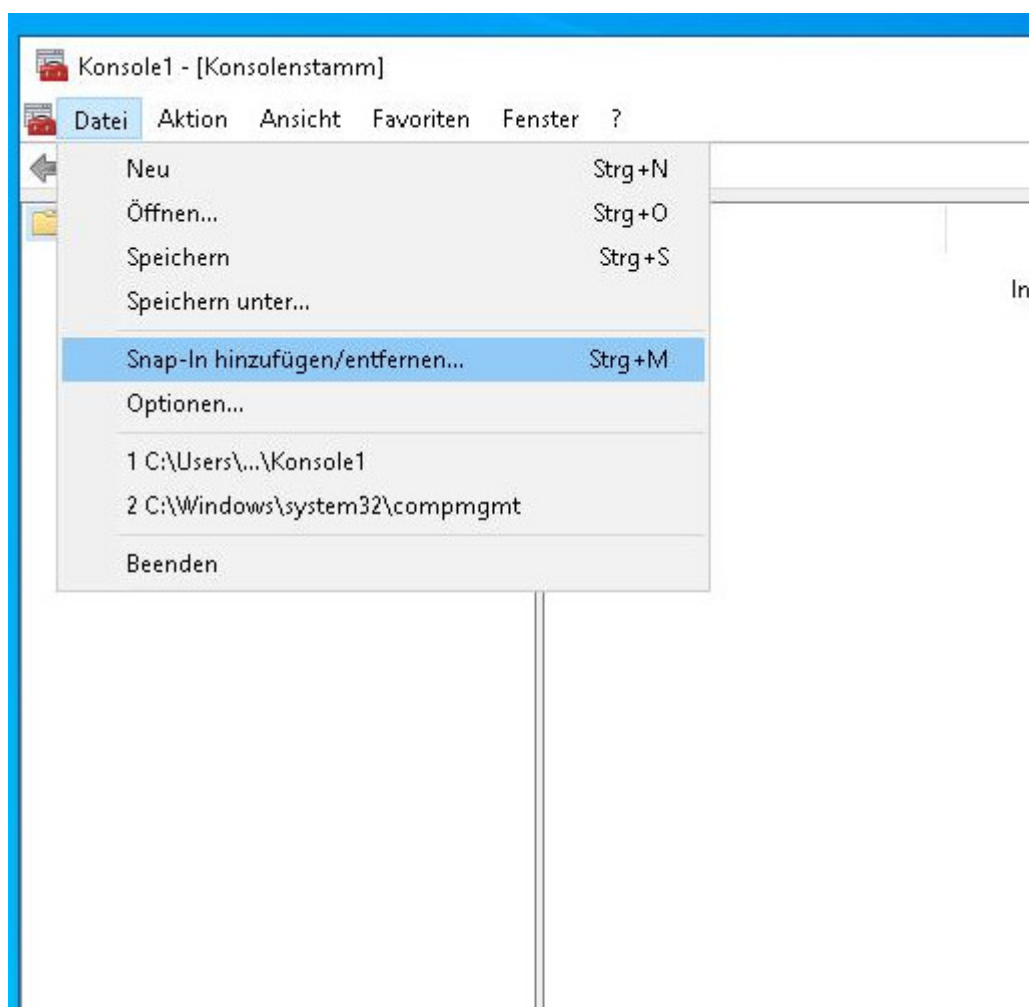 Konsole1 - [Konsolenstamm]
Datei Aktion Ansicht Favoriten Fenster ?
Neu Strg+N
Öffnen... Strg+O
Speichern Strg+S
Speichern unter...
Snap-In hinzufügen/entfernen... Strg+M
Optionen...
1 C:\Users\...\Konsole1
2 C:\Windows\system32\compmgmt
Beenden